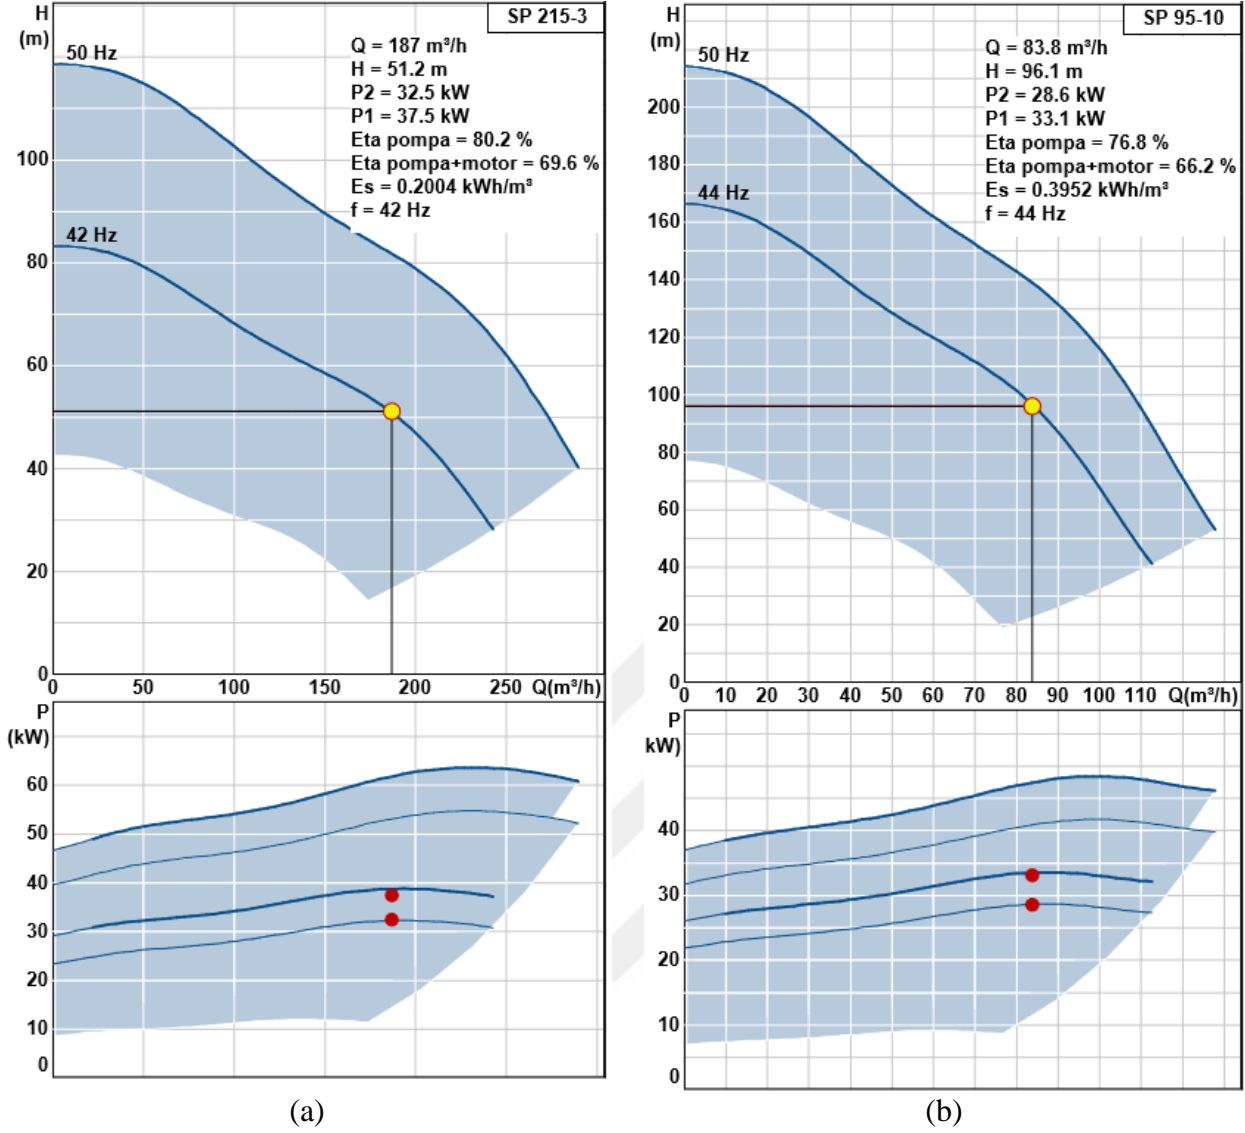 H
(m)
SP 215-3
50 Hz
Q = 187 m³/h
H = 51.2 m
P2 = 32.5 kW
P1 = 37.5 kW
Eta pompa = 80.2 %
Eta pompa+motor = 69.6 %
Es = 0.2004 kWh/m³
f = 42 Hz
100
42 Hz
80
60
40
20
0
0 50 100 150 200 250 Q(m³/h)
P
(kW)
60
50
40
30
20
10
0
(a)
H
(m)
SP 95-10
50 Hz
Q = 83.8 m³/h
H = 96.1 m
P2 = 28.6 kW
P1 = 33.1 kW
Eta pompa = 76.8 %
Eta pompa+motor = 66.2 %
Es = 0.3952 kWh/m³
f = 44 Hz
200
180
44 Hz
160
140
120
100
80
60
40
20
0
0 10 20 30 40 50 60 70 80 90 100 110 Q(m³/h)
P
kW)
40
30
20
10
0
(b)